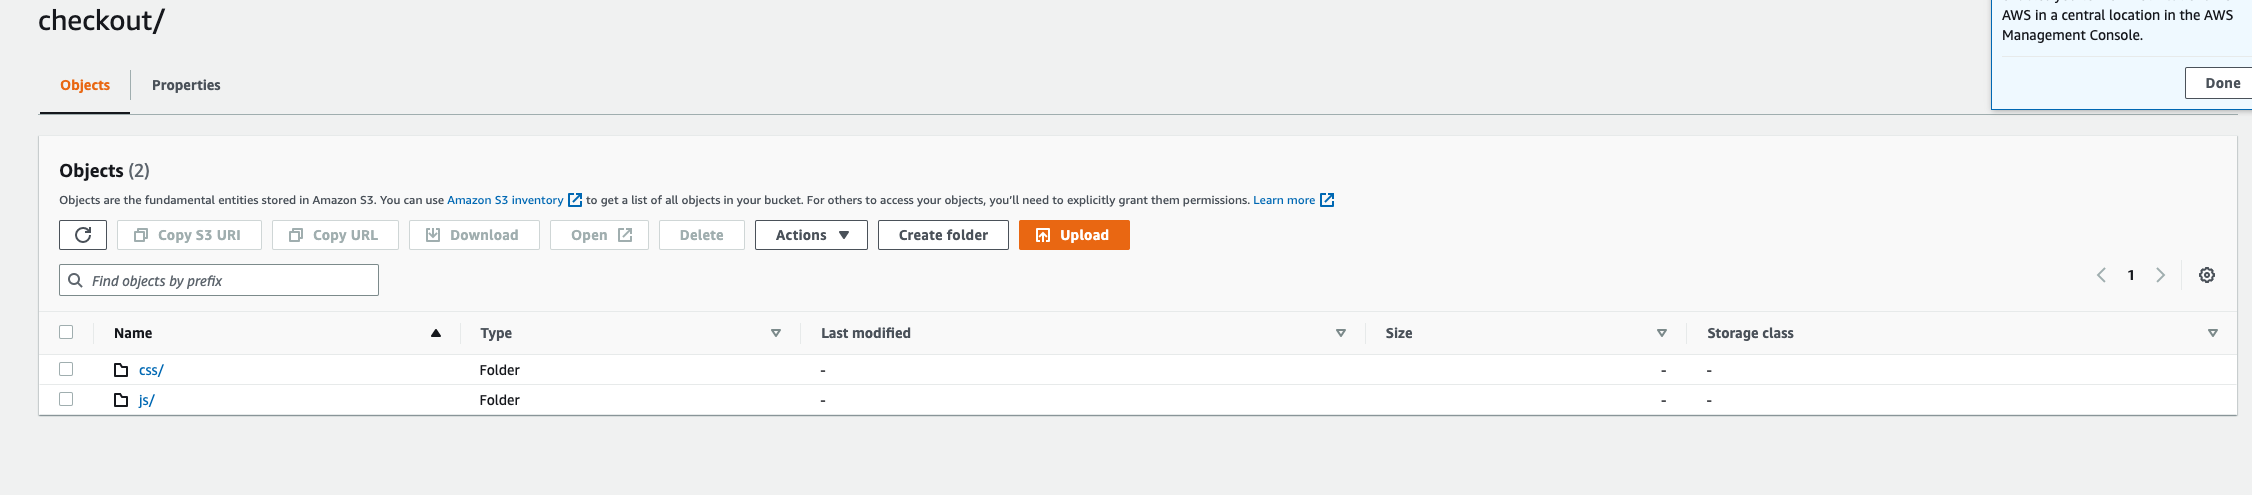 checkout/
AWS in a central location in the AWS
Management Console.
Done
Objects
Properties
Objects (2)
Objects are the fundamental entities stored in Amazon S3. You can use Amazon S3 inventory to get a list of all objects in your bucket. For others to access your objects, you'll need to explicitly grant them permissions. Learn more
Copy S3 URI
Copy URL
Download
Open
Delete
Actions
Create folder
Upload
Find objects by prefix
1
Name Type Last modified Size Storage class
css/ Folder - - -
js/ Folder - - -